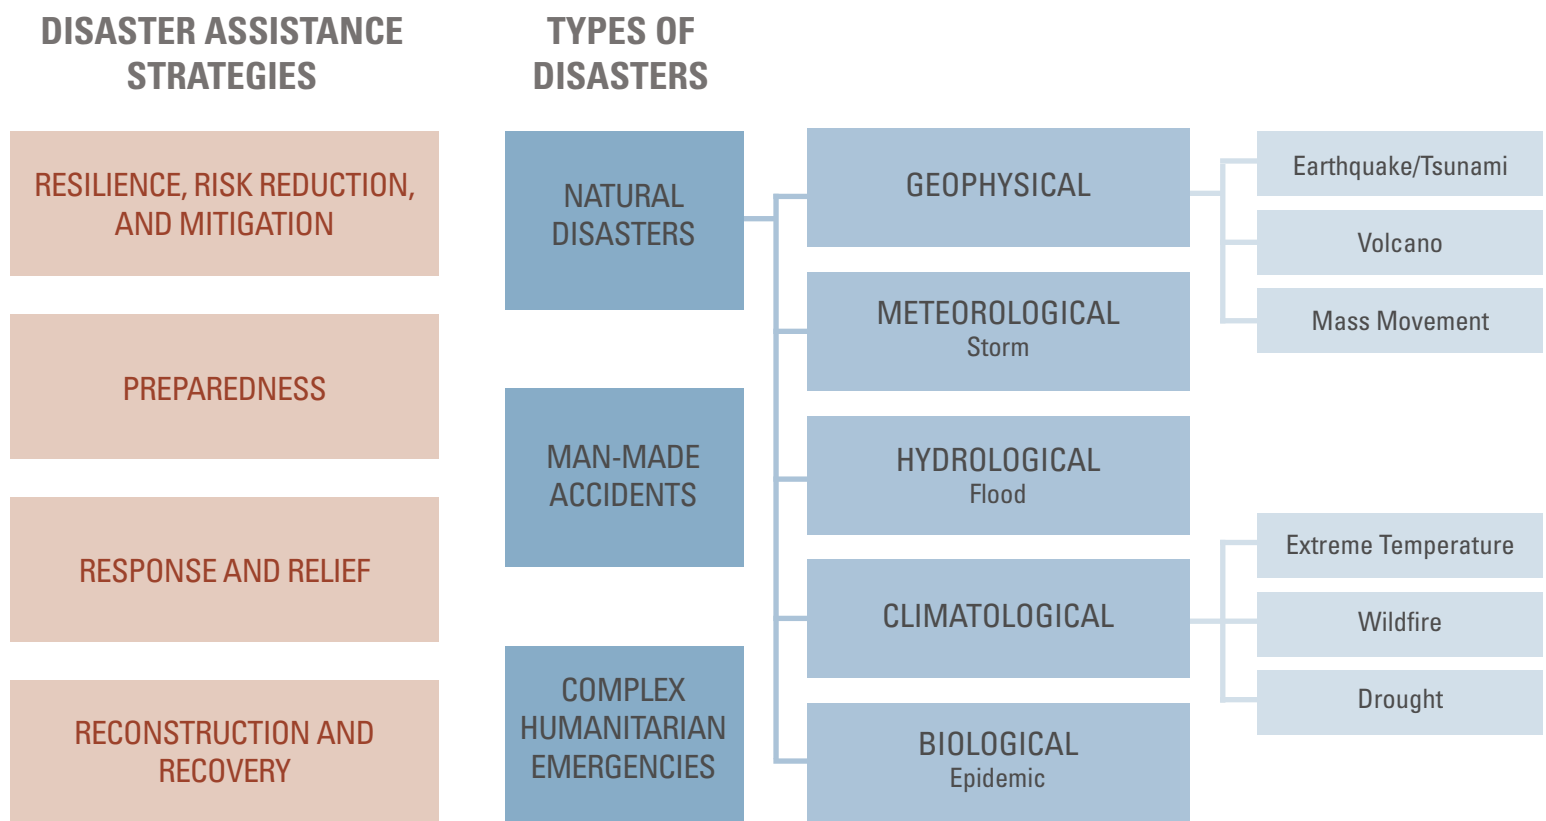 DISASTER ASSISTANCE
STRATEGIES
RESILIENCE, RISK REDUCTION,
AND MITIGATION
PREPAREDNESS
RESPONSE AND RELIEF
RECONSTRUCTION AND
RECOVERY
TYPES OF
DISASTERS
NATURAL
DISASTERS
MAN-MADE
ACCIDENTS
COMPLEX
HUMANITARIAN
EMERGENCIES
GEOPHYSICAL
METEOROLOGICAL
Storm
HYDROLOGICAL
Flood
CLIMATOLOGICAL
BIOLOGICAL
Epidemic
Earthquake/Tsunami
Volcano
Mass Movement
Extreme Temperature
Wildfire
Drought